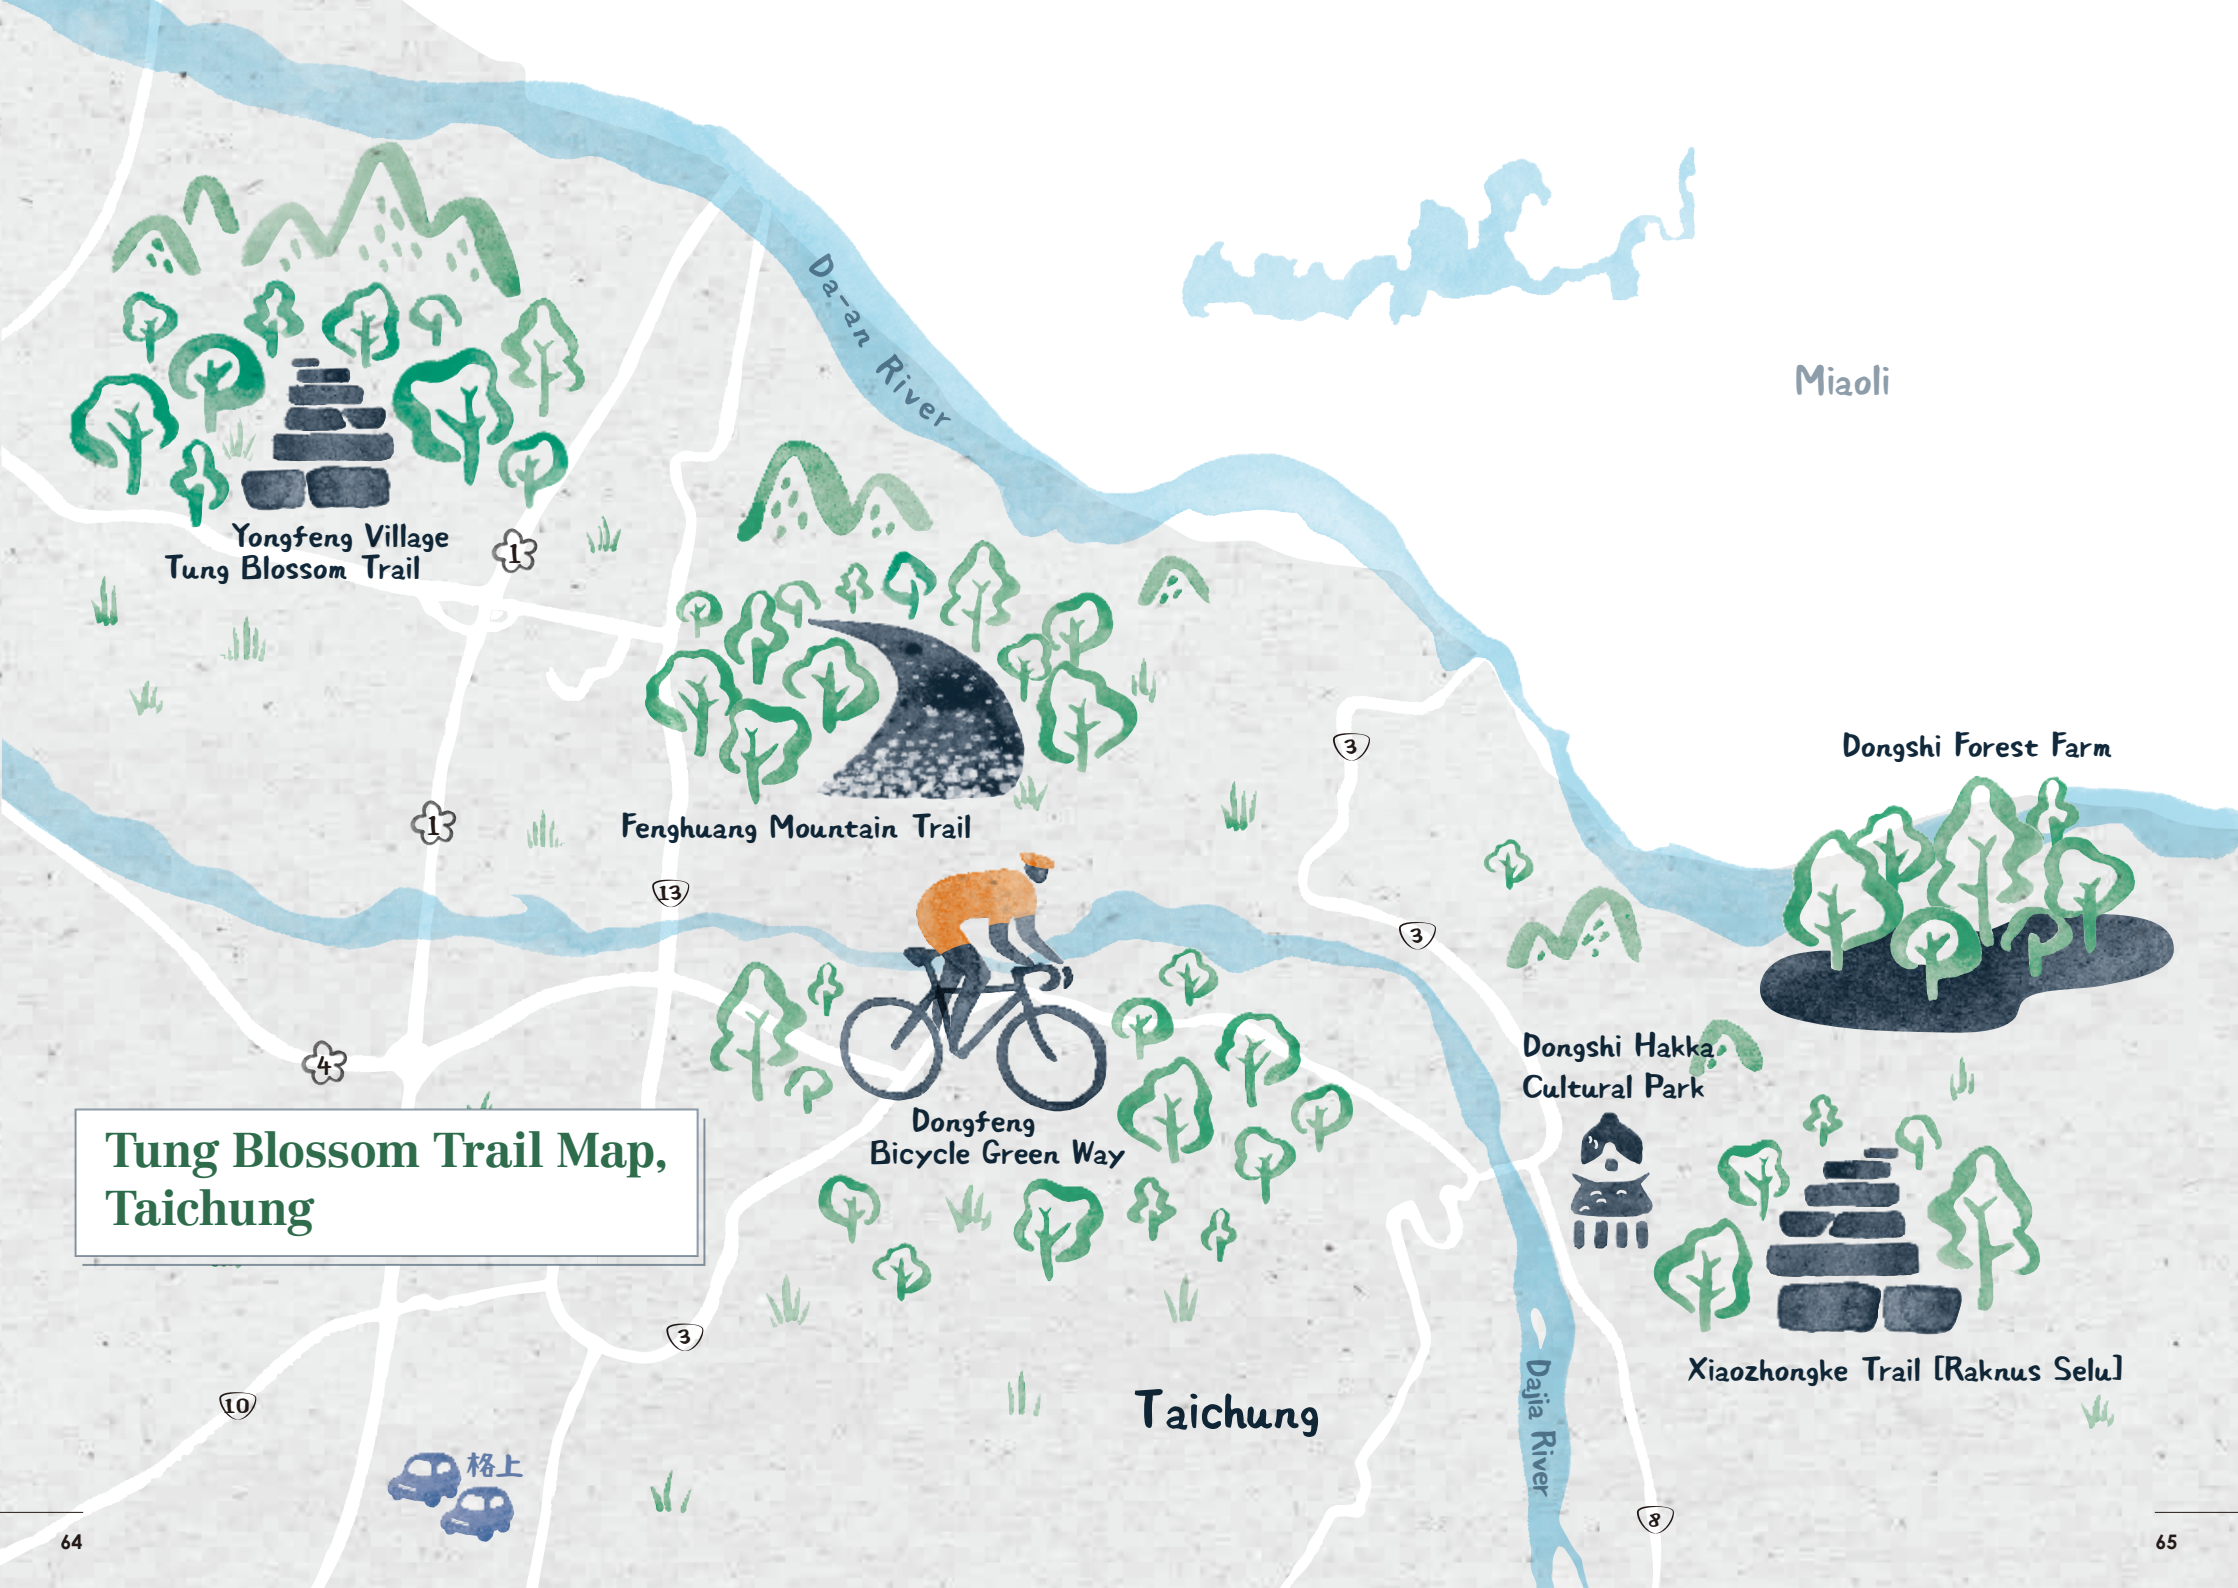 Da-an River
Miaoli
Yongfeng Village
Tung Blossom Trail
1
3
Dongshi Forest Farm
1
Fenghuang Mountain Trail
13
3
4
Dongshi Hakka
Cultural Park
Dongfeng
Bicycle Green Way
Tung Blossom Trail Map,
Taichung
3
Xiaozhongke Trail [Raknus Selu]
10
Taichung
Dajia River
格上
8
64
65